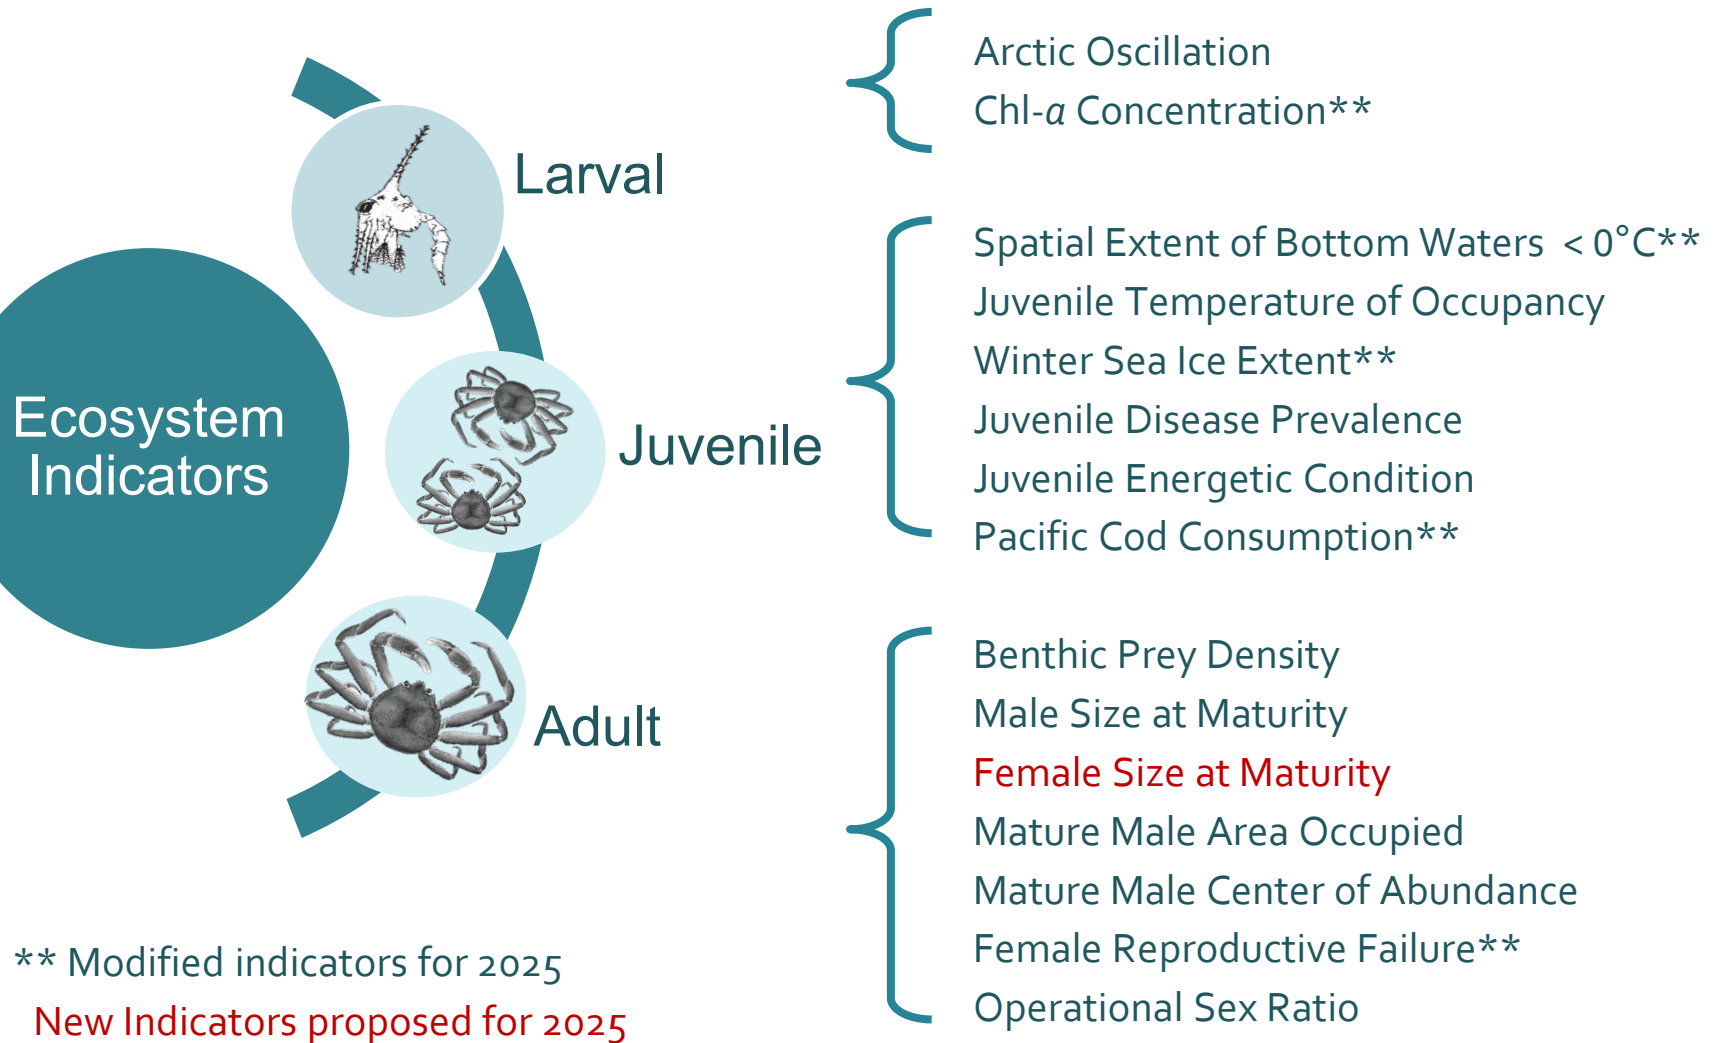 Ecosystem
Indicators
Larval
Arctic Oscillation
Chl-a Concentration**
Juvenile
Spatial Extent of Bottom Waters < 0°C**
Juvenile Temperature of Occupancy
Winter Sea Ice Extent**
Juvenile Disease Prevalence
Juvenile Energetic Condition
Pacific Cod Consumption**
Adult
Benthic Prey Density
Male Size at Maturity
Female Size at Maturity
Mature Male Area Occupied
Mature Male Center of Abundance
Female Reproductive Failure**
Operational Sex Ratio
** Modified indicators for 2025
New Indicators proposed for 2025